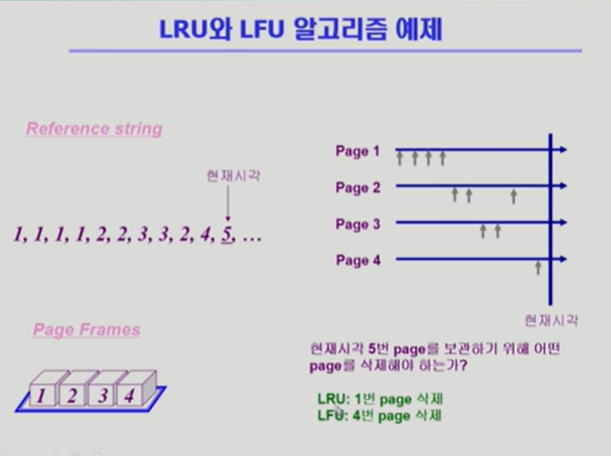 LRU와 LFU 알고리즘 예제
Reference string
현재시각
1, 1, 1, 1, 2, 2, 3, 3, 2, 4, 5, …
Page Frames
1 2 3 4
Page 1
Page 2
Page 3
Page 4
현재시각
현재시각 5번 page를 보관하기 위해 어떤
page를 삭제해야 하는가?
LRU: 1번 page 삭제
LFU: 4번 page 삭제